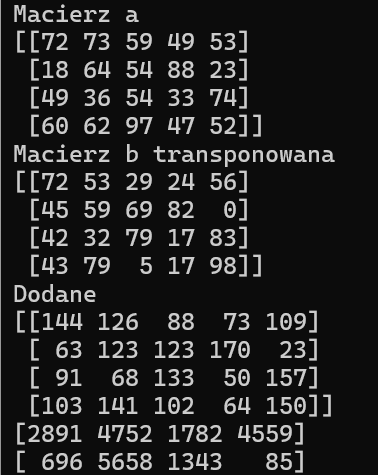 Macierz a
[[72 73 59 49 53]
 [18 64 54 88 23]
 [49 36 54 33 74]
 [60 62 97 47 52]]
Macierz b transponowana
[[72 53 29 24 56]
 [45 59 69 82  0]
 [42 32 79 17 83]
 [43 79  5 17 98]]
Dodane
[[144 126  88  73 109]
 [ 63 123 123 170  23]
 [ 91  68 133  50 157]
 [103 141 102  64 150]]
[2891 4752 1782 4559]
[ 696 5658 1343   85]